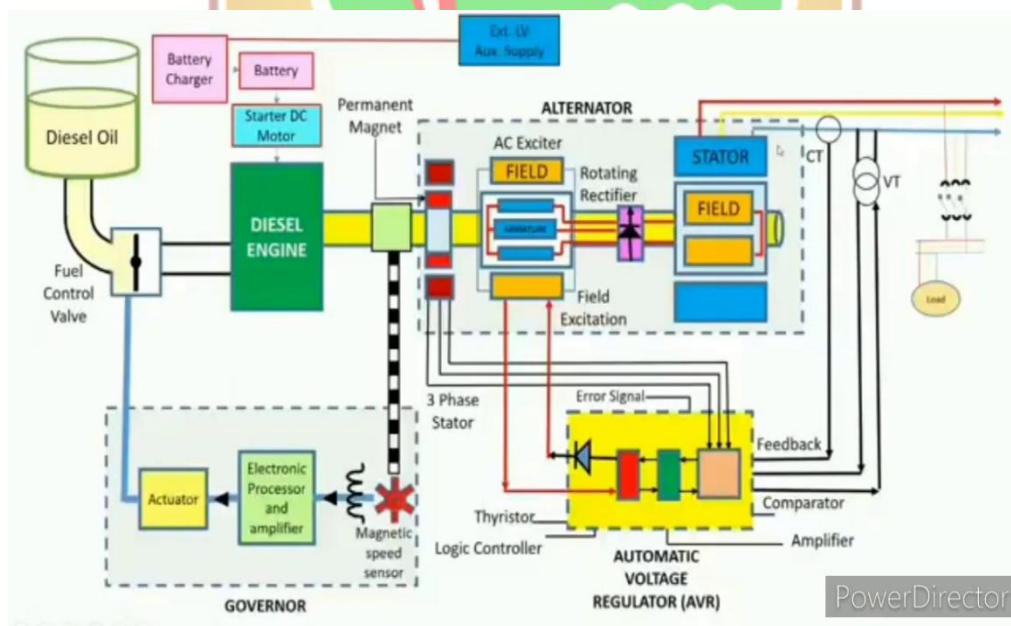 Ext. LV
Aux. Supply
Battery
Charger
Battery
Starter DC
Motor
Diesel Oil
Permanent
Magnet
ALTERNATOR
AC Exciter
FIELD
Rotating
Rectifier
STATOR
CT
VT
DIESEL
ENGINE
ARMATURE
FIELD
Fuel
Control
Valve
Field
Excitation
Load
3 Phase
Stator
Error Signal
Feedback
Actuator
Electronic
Processor
and
amplifier
Magnetic
speed
sensor
Comparator
Thyristor
Logic Controller
Amplifier
AUTOMATIC
VOLTAGE
REGULATOR (AVR)
GOVERNOR
PowerDirector